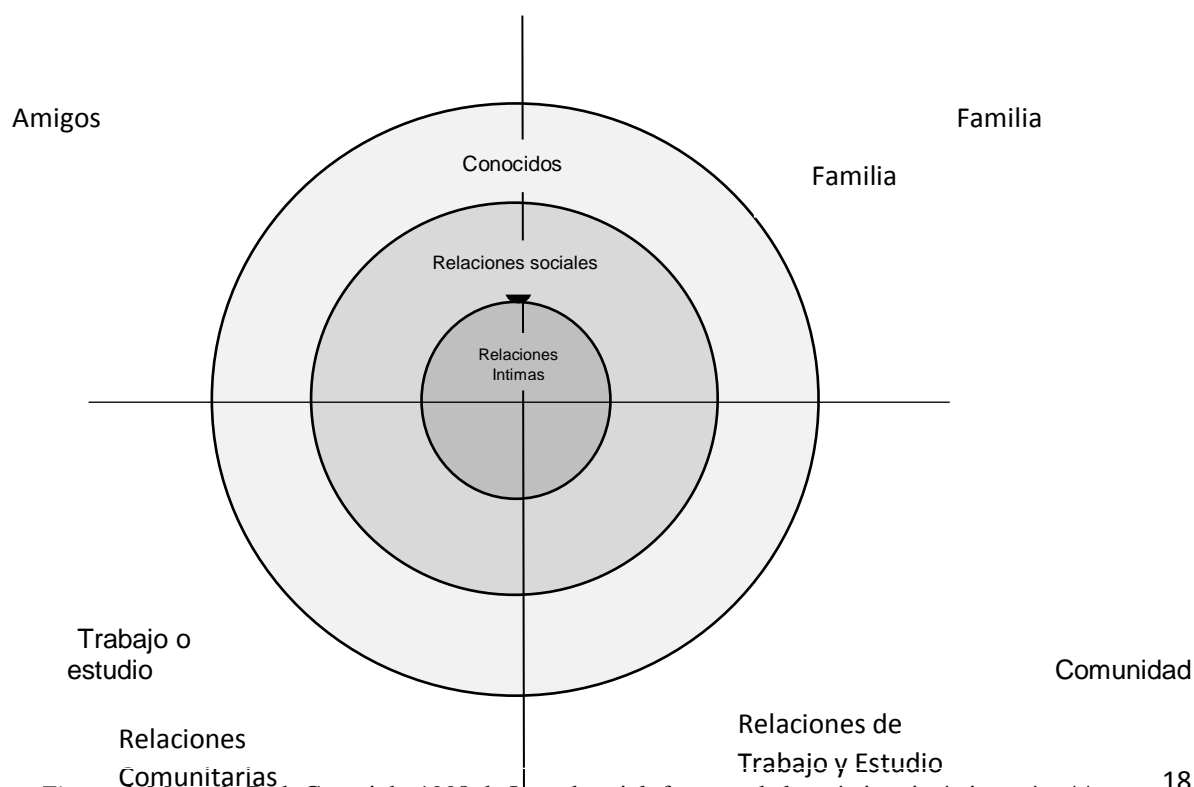 Amigos
Familia
Conocidos
Familia
Relaciones sociales
Relaciones
Intimas
Trabajo o
estudio
Comunidad
Relaciones
Comunitarias
Relaciones de
Trabajo y Estudio
18